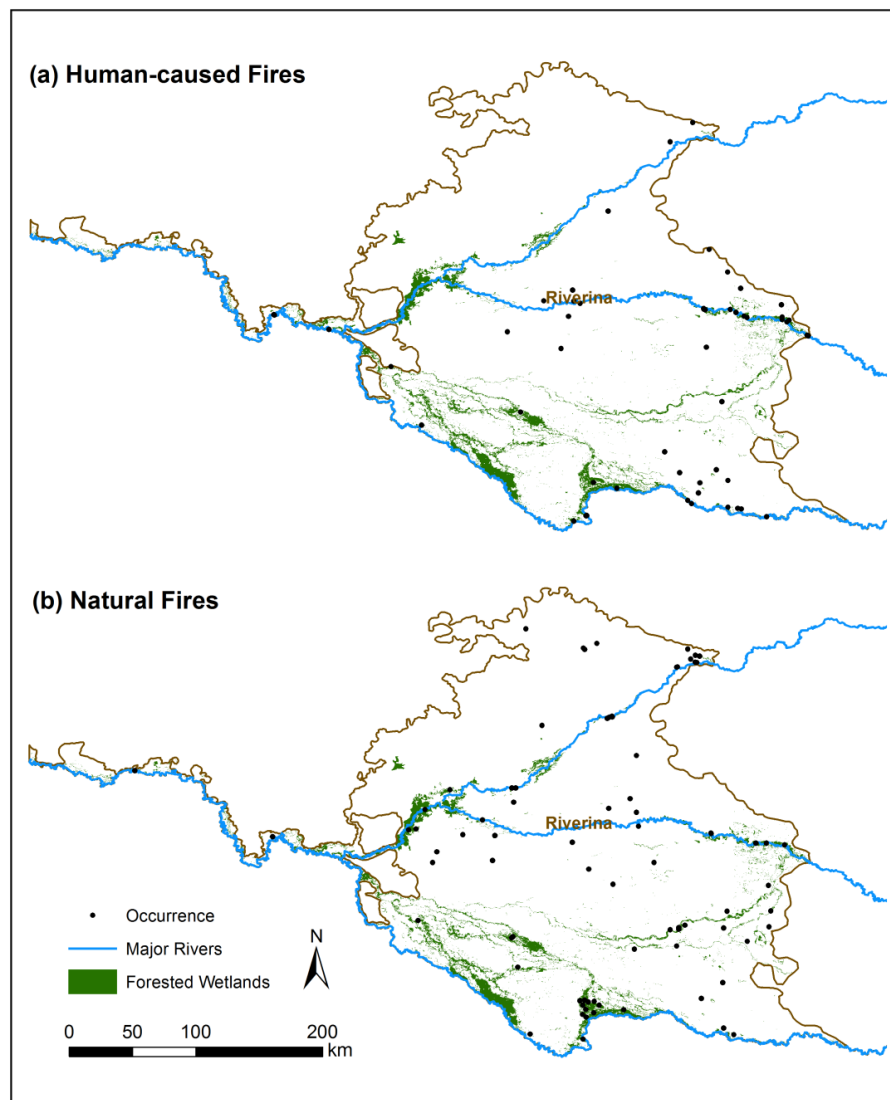 (a) Human-caused Fires
Riverina
(b) Natural Fires
Riverina
Occurrence
Major Rivers
Forested Wetlands
N
0 50 100 200
km